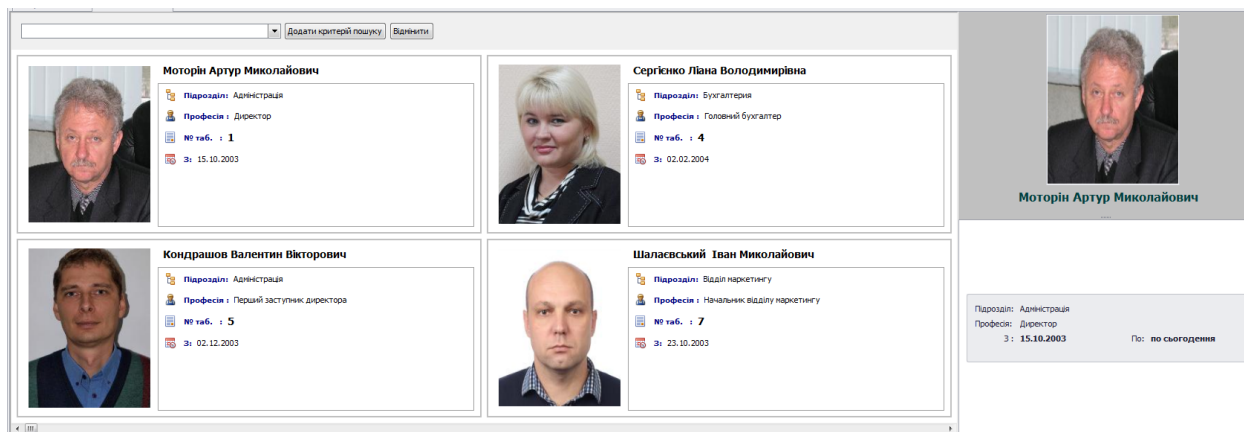 Додати критерій пошуку Відмінити
Моторін Артур Миколайович
Підрозділ: Адміністрація
Професія : Директор
№ таб. : 1
З: 15.10.2003
Сергієнко Ліана Володимирівна
Підрозділ: Бухгалтерия
Професія : Головний бухгалтер
№ таб. : 4
З: 02.02.2004
Кондрашов Валентин Вікторович
Підрозділ: Адміністрація
Професія : Перший заступник директора
№ таб. : 5
З: 02.12.2003
Шалаєвський Іван Миколайович
Підрозділ: Відділ маркетингу
Професія : Начальник відділу маркетингу
№ таб. : 7
З: 23.10.2003
Моторін Артур Миколайович
....
Підрозділ: Адміністрація
Професія: Директор
З : 15.10.2003 По: по сьогодення